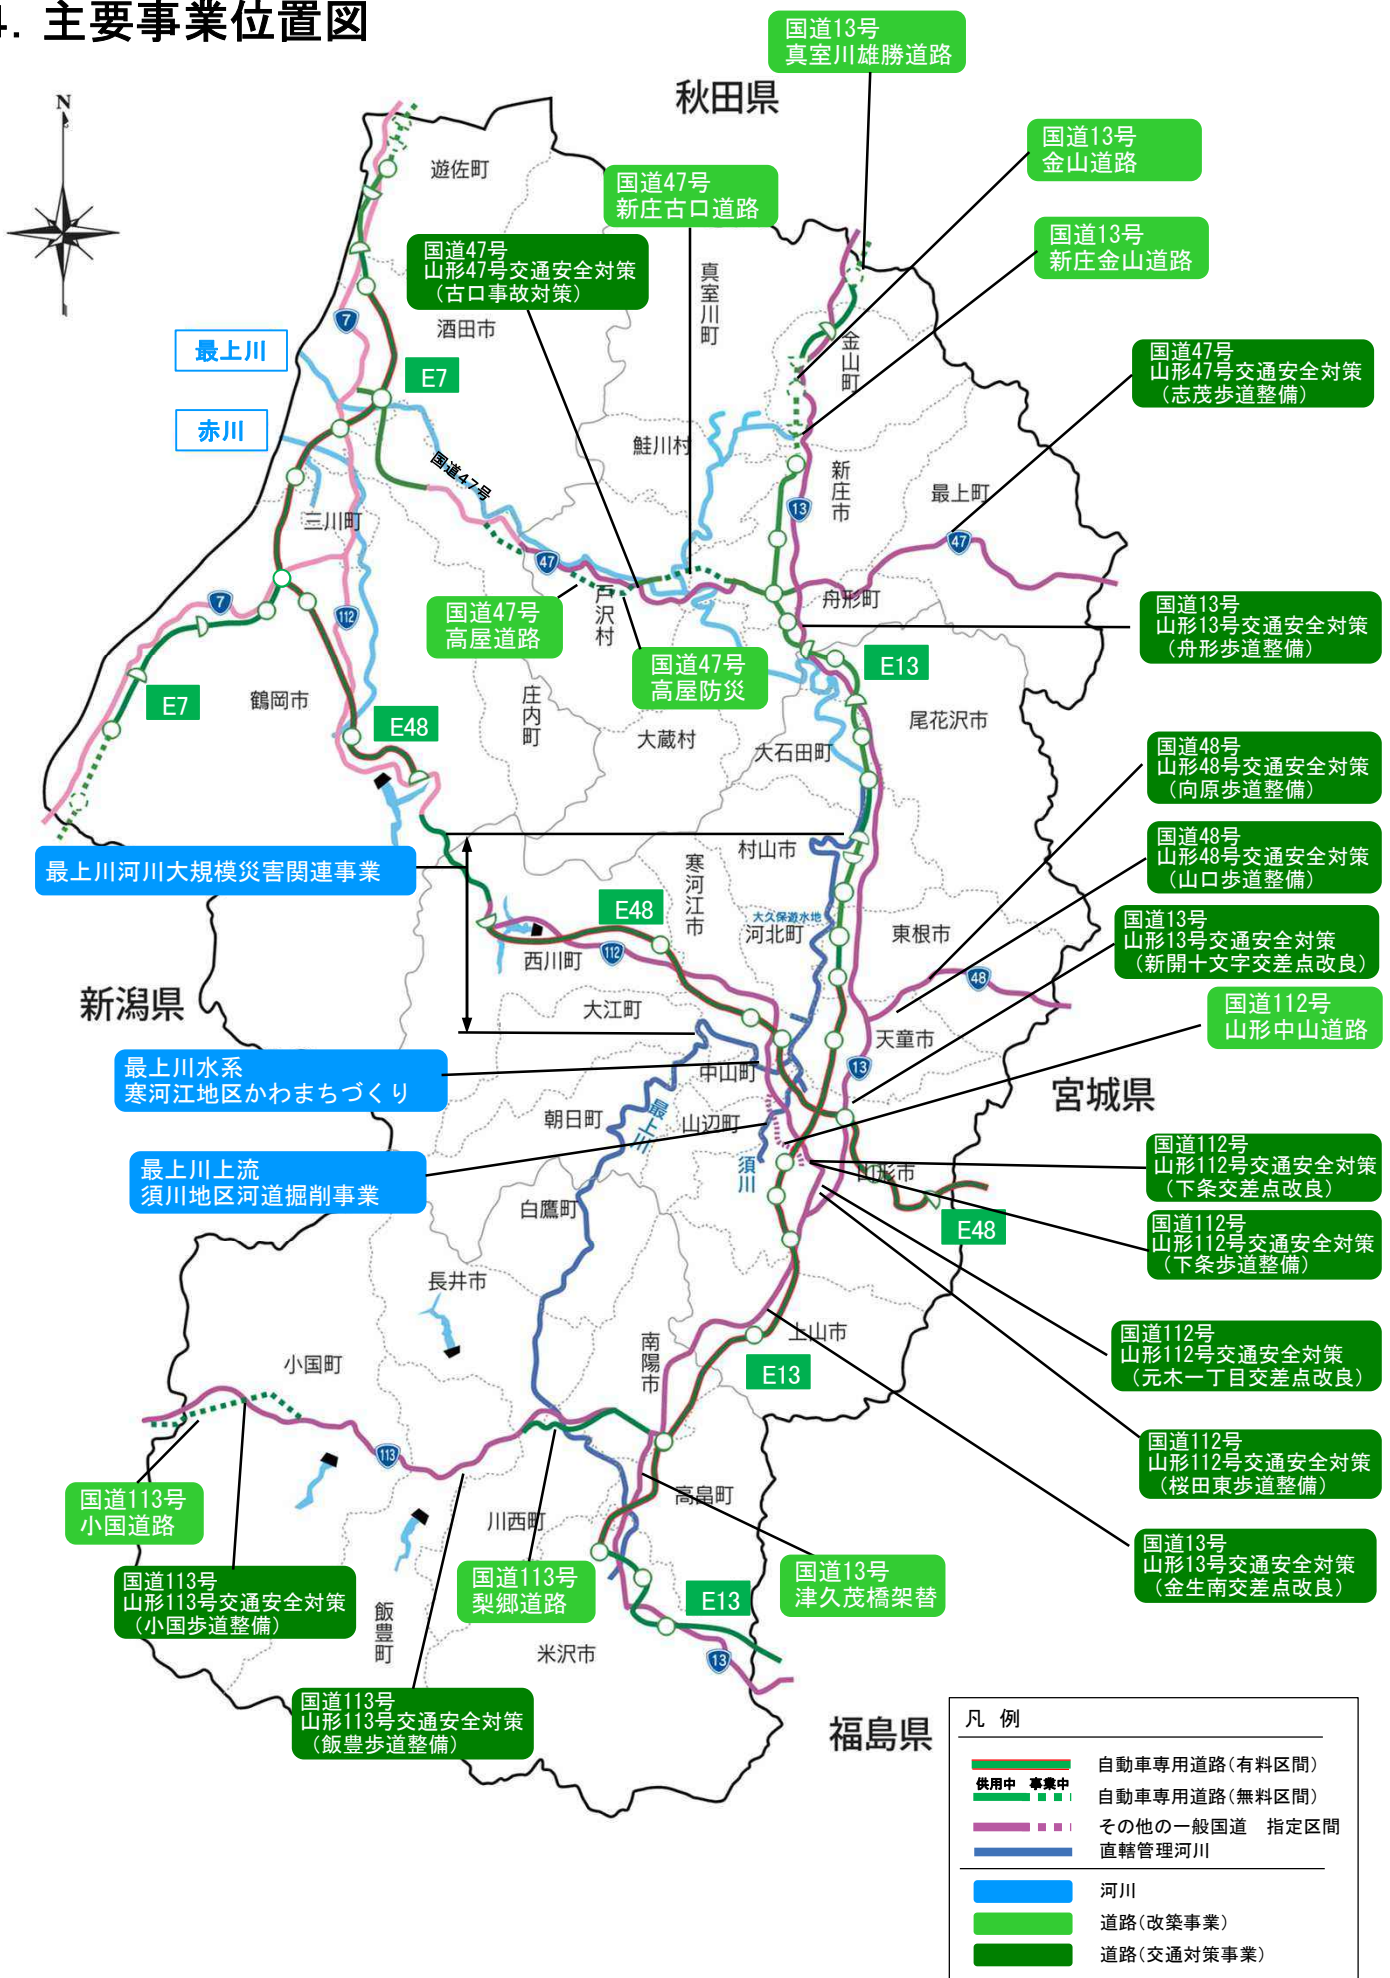 4．主要事業位置図
N
秋田県
新潟県
宮城県
福島県
国道13号
真室川雄勝道路
国道13号
金山道路
国道47号
新庄古口道路
国道13号
新庄金山道路
国道47号
山形47号交通安全対策
（古口事故対策）
国道47号
山形47号交通安全対策
（志茂歩道整備）
最上川
赤川
遊佐町
酒田市
真室川町
金山町
鮭川村
新庄市
最上町
三川町
戸沢村
舟形町
鶴岡市
庄内町
大蔵村
大石田町
尾花沢市
国道47号
7
E7
13
47
47
7
112
E7
E48
E13
国道47号
高屋道路
国道47号
高屋防災
国道13号
山形13号交通安全対策
（舟形歩道整備）
国道48号
山形48号交通安全対策
（向原歩道整備）
国道48号
山形48号交通安全対策
（山口歩道整備）
国道13号
山形13号交通安全対策
（新開十文字交差点改良）
国道112号
山形中山道路
最上川河川大規模災害関連事業
村山市
寒河江市
大久保遊水地
河北町
東根市
E48
112
西川町
48
大江町
天童市
13
最上川水系
寒河江地区かわまちづくり
中山町
朝日町
最上川
山辺町
須川
山形市
最上川上流
須川地区河道掘削事業
国道112号
山形112号交通安全対策
（下条交差点改良）
国道112号
山形112号交通安全対策
（下条歩道整備）
E48
白鷹町
長井市
小国町
南陽市
上山市
E13
国道112号
山形112号交通安全対策
（元木一丁目交差点改良）
国道112号
山形112号交通安全対策
（桜田東歩道整備）
国道13号
山形13号交通安全対策
（金生南交差点改良）
113
国道113号
小国道路
国道113号
山形113号交通安全対策
（小国歩道整備）
川西町
高畠町
国道113号
梨郷道路
国道13号
津久茂橋架替
E13
飯豊町
米沢市
13
国道113号
山形113号交通安全対策
（飯豊歩道整備）
凡 例
自動車専用道路（有料区間）
供用中 事業中
自動車専用道路（無料区間）
その他の一般国道 指定区間
直轄管理河川
河川
道路（改築事業）
道路（交通対策事業）